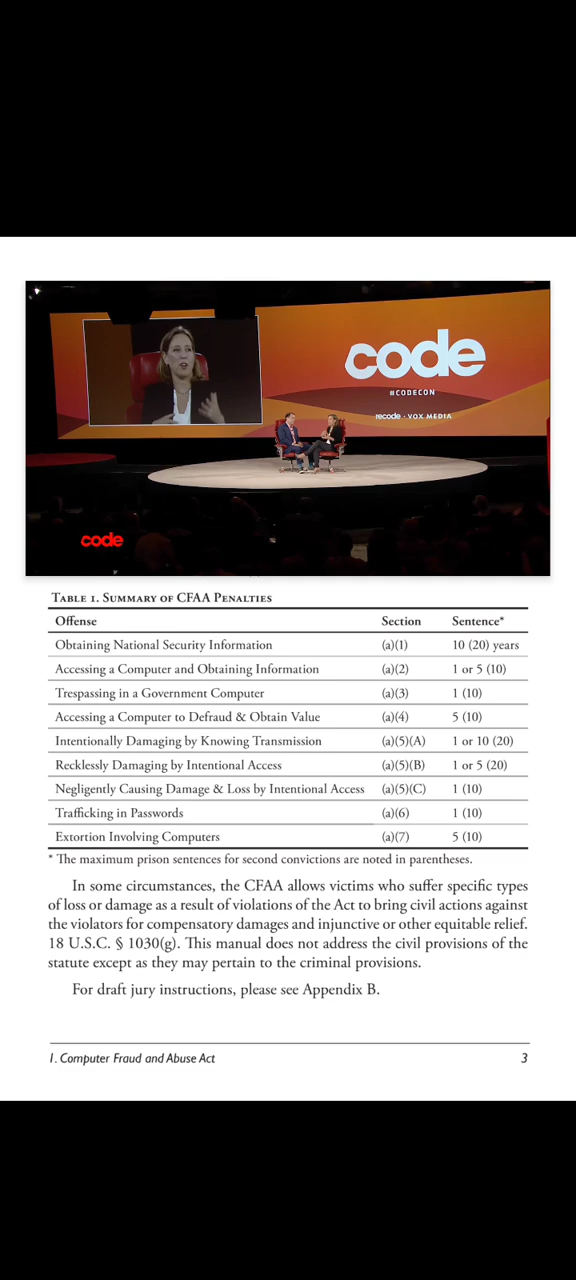 code
#CODECON
recode · VOX MEDIA
code
TABLE 1. SUMMARY OF CFAA PENALTIES
Offense Section Sentence*
Obtaining National Security Information (a)(1) 10 (20) years
Accessing a Computer and Obtaining Information (a)(2) 1 or 5 (10)
Trespassing in a Government Computer (a)(3) 1 (10)
Accessing a Computer to Defraud & Obtain Value (a)(4) 5 (10)
Intentionally Damaging by Knowing Transmission (a)(5)(A) 1 or 10 (20)
Recklessly Damaging by Intentional Access (a)(5)(B) 1 or 5 (20)
Negligently Causing Damage & Loss by Intentional Access (a)(5)(C) 1 (10)
Trafficking in Passwords (a)(6) 1 (10)
Extortion Involving Computers (a)(7) 5 (10)
* The maximum prison sentences for second convictions are noted in parentheses.
In some circumstances, the CFAA allows victims who suffer specific types
of loss or damage as a result of violations of the Act to bring civil actions against
the violators for compensatory damages and injunctive or other equitable relief.
18 U.S.C. § 1030(g). This manual does not address the civil provisions of the
statute except as they may pertain to the criminal provisions.
For draft jury instructions, please see Appendix B.
1. Computer Fraud and Abuse Act 3